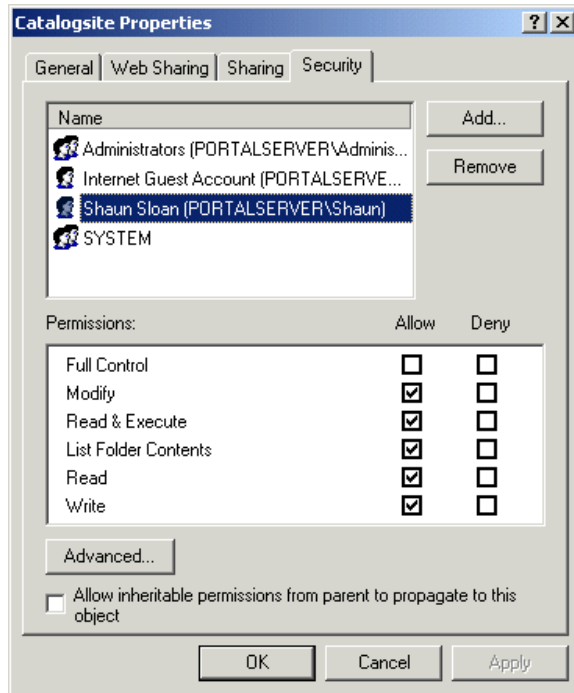 Catalogsite Properties
General Web Sharing Sharing Security
Name
Administrators (PORTALSERVER\Adminis...
Internet Guest Account (PORTALSERVE...
Shaun Sloan (PORTALSERVER\Shaun)
SYSTEM
Add...
Remove
Permissions: Allow Deny
Full Control
Modify
Read & Execute
List Folder Contents
Read
Write
Advanced...
Allow inheritable permissions from parent to propagate to this
object
OK Cancel Apply